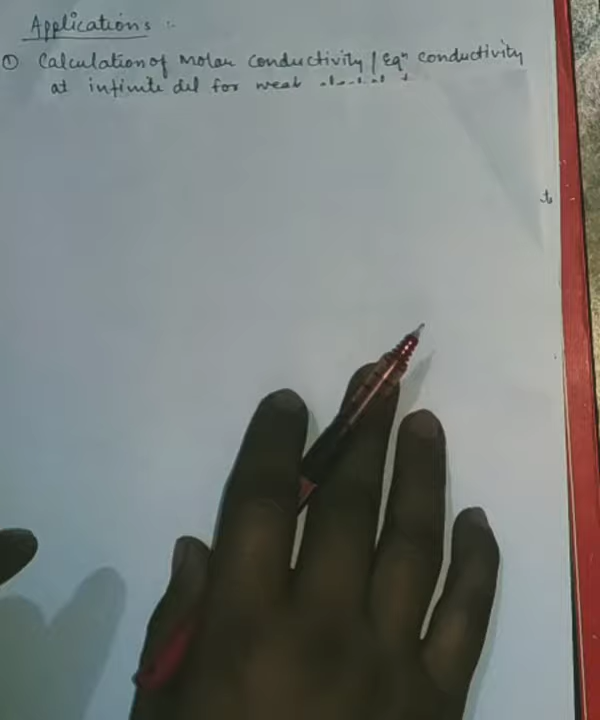 Applications :-
① Calculation of Molar Conductivity / Eqⁿ conductivity
at infinite dil for weak
t